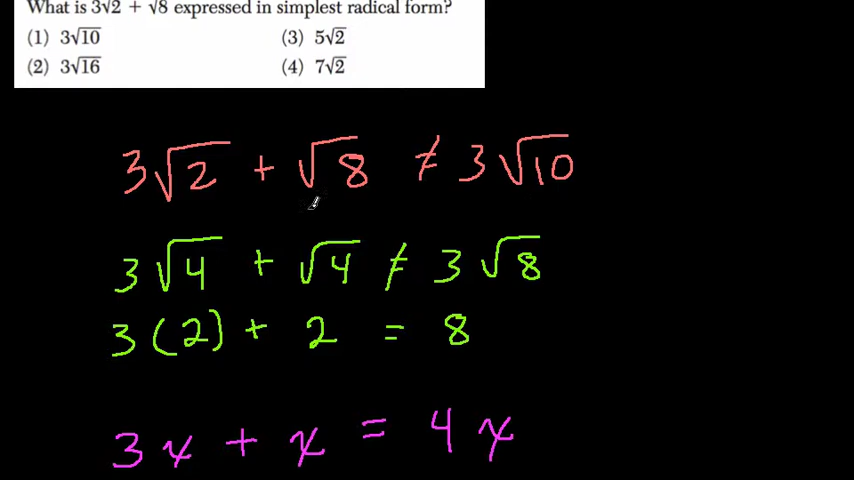 What is 3√2 + √8 expressed in simplest radical form?
(1) 3√10 (3) 5√2
(2) 3√16 (4) 7√2
3√2 + √8 ≠ 3√10
3√4 + √4 ≠ 3√8
3(2) + 2 = 8
3x + x = 4x